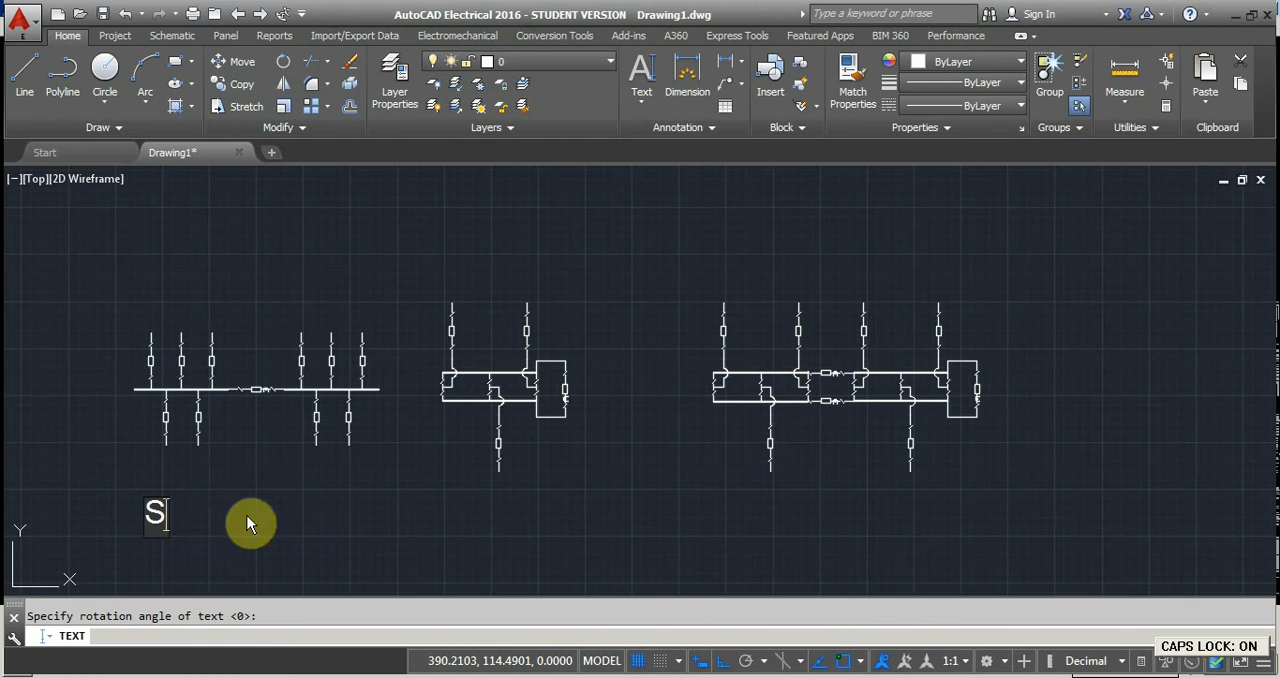 AutoCAD Electrical 2016 - STUDENT VERSION Drawing1.dwg
Type a keyword or phrase
Sign In
Home Project Schematic Panel Reports Import/Export Data Electromechanical Conversion Tools Add-ins A360 Express Tools Featured Apps BIM 360 Performance
Line Polyline Circle Arc
Move
Copy
Stretch
Layer Properties
0
Text Dimension
Insert
Match Properties
ByLayer
ByLayer
ByLayer
Group
Measure
Paste
Draw Modify Layers Annotation Block Properties Groups Utilities Clipboard
Start Drawing1*
[−][Top][2D Wireframe]
S
Y
X
Specify rotation angle of text <0>:
TEXT
CAPS LOCK: ON
390.2103, 114.4901, 0.0000 MODEL 1:1 Decimal